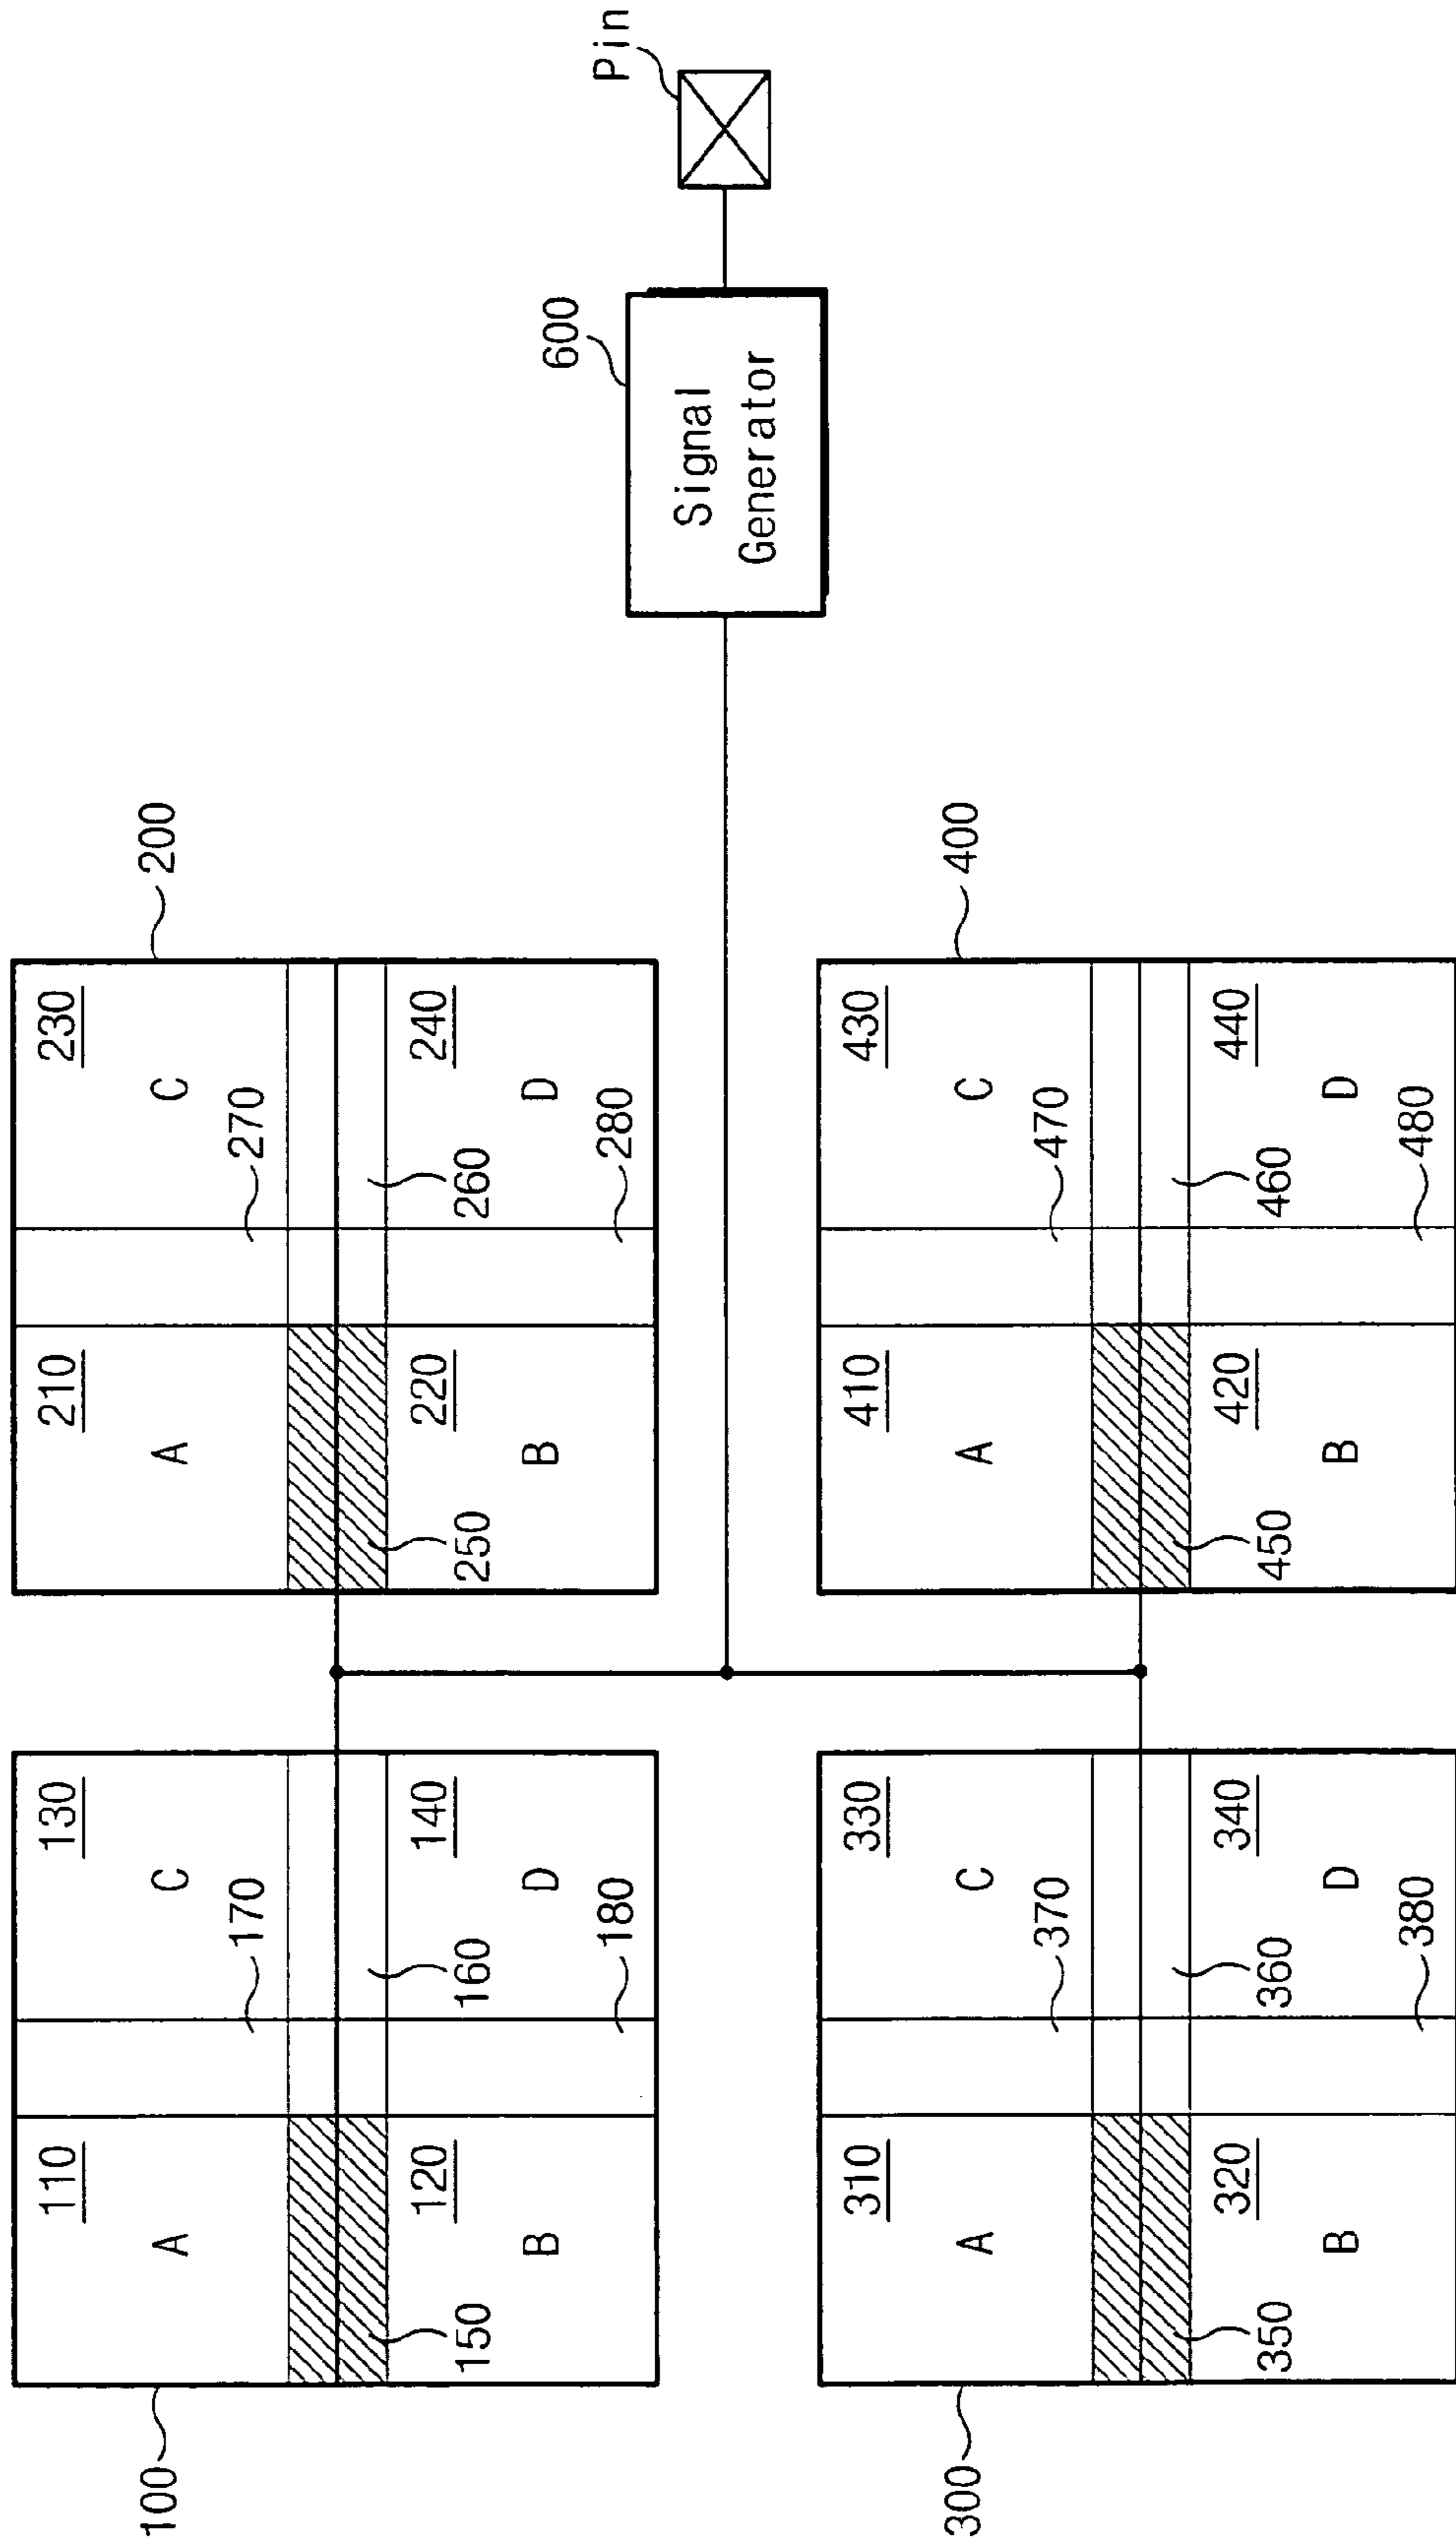 100
110
A
130
C
170
150
160
120
B
140
D
180
200
210
A
230
C
270
250
260
220
B
240
D
280
300
310
A
330
C
370
350
360
320
B
340
D
380
400
410
A
430
C
470
450
460
420
B
440
D
480
600
Signal
Generator
Pin